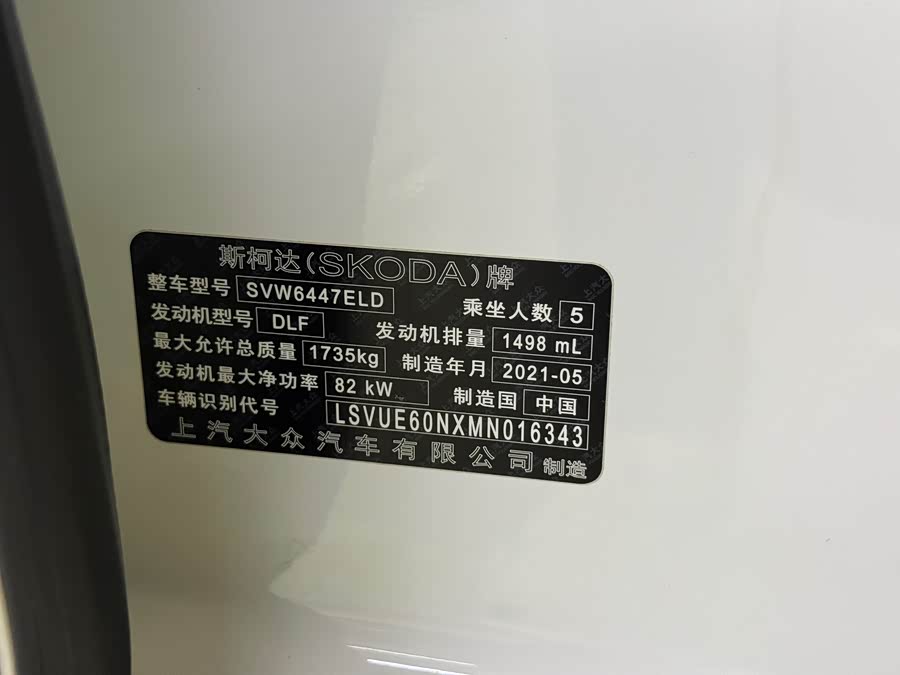 斯柯达(SKODA)牌
整车型号 SVW6447ELD 乘坐人数 5
发动机型号 DLF 发动机排量 1498 mL
最大允许总质量 1735kg 制造年月 2021-05
发动机最大净功率 82 kW 制造国 中国
车辆识别代号 LSVUE60NXMN016343
上汽大众汽车有限公司 制造